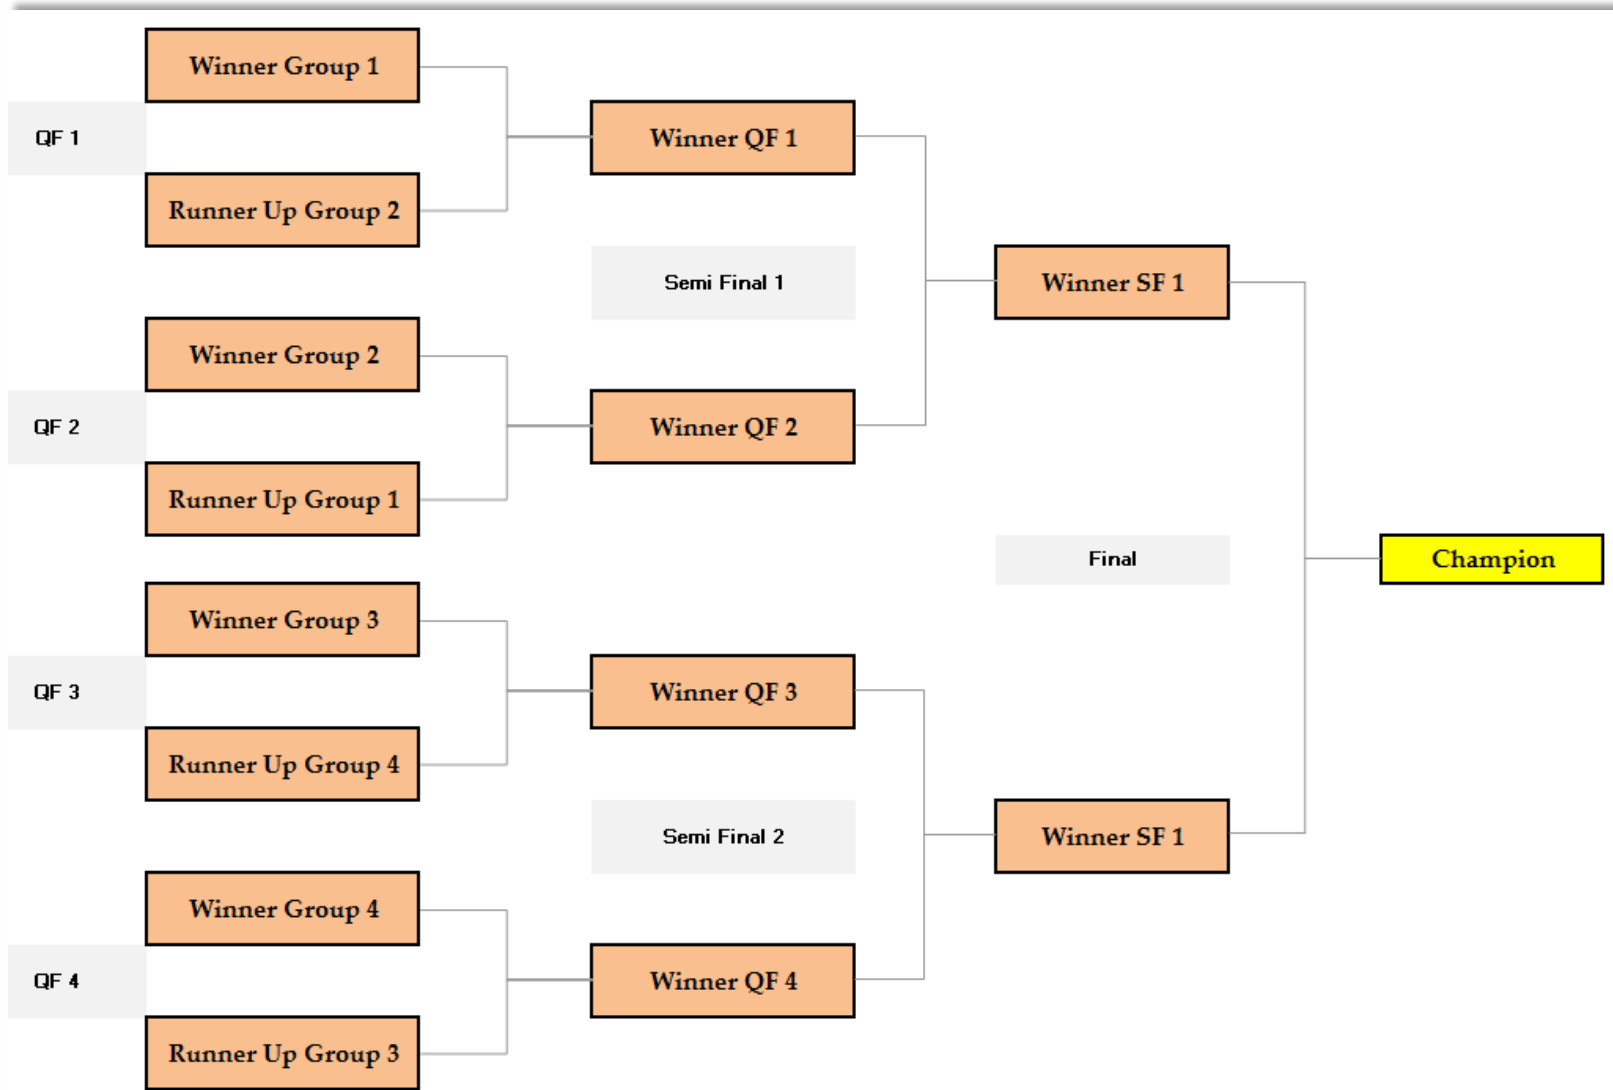 Winner Group 1
QF 1
Winner QF 1
Runner Up Group 2
Semi Final 1
Winner SF 1
Winner Group 2
QF 2
Winner QF 2
Runner Up Group 1
Final
Champion
Winner Group 3
QF 3
Winner QF 3
Runner Up Group 4
Semi Final 2
Winner SF 1
Winner Group 4
QF 4
Winner QF 4
Runner Up Group 3